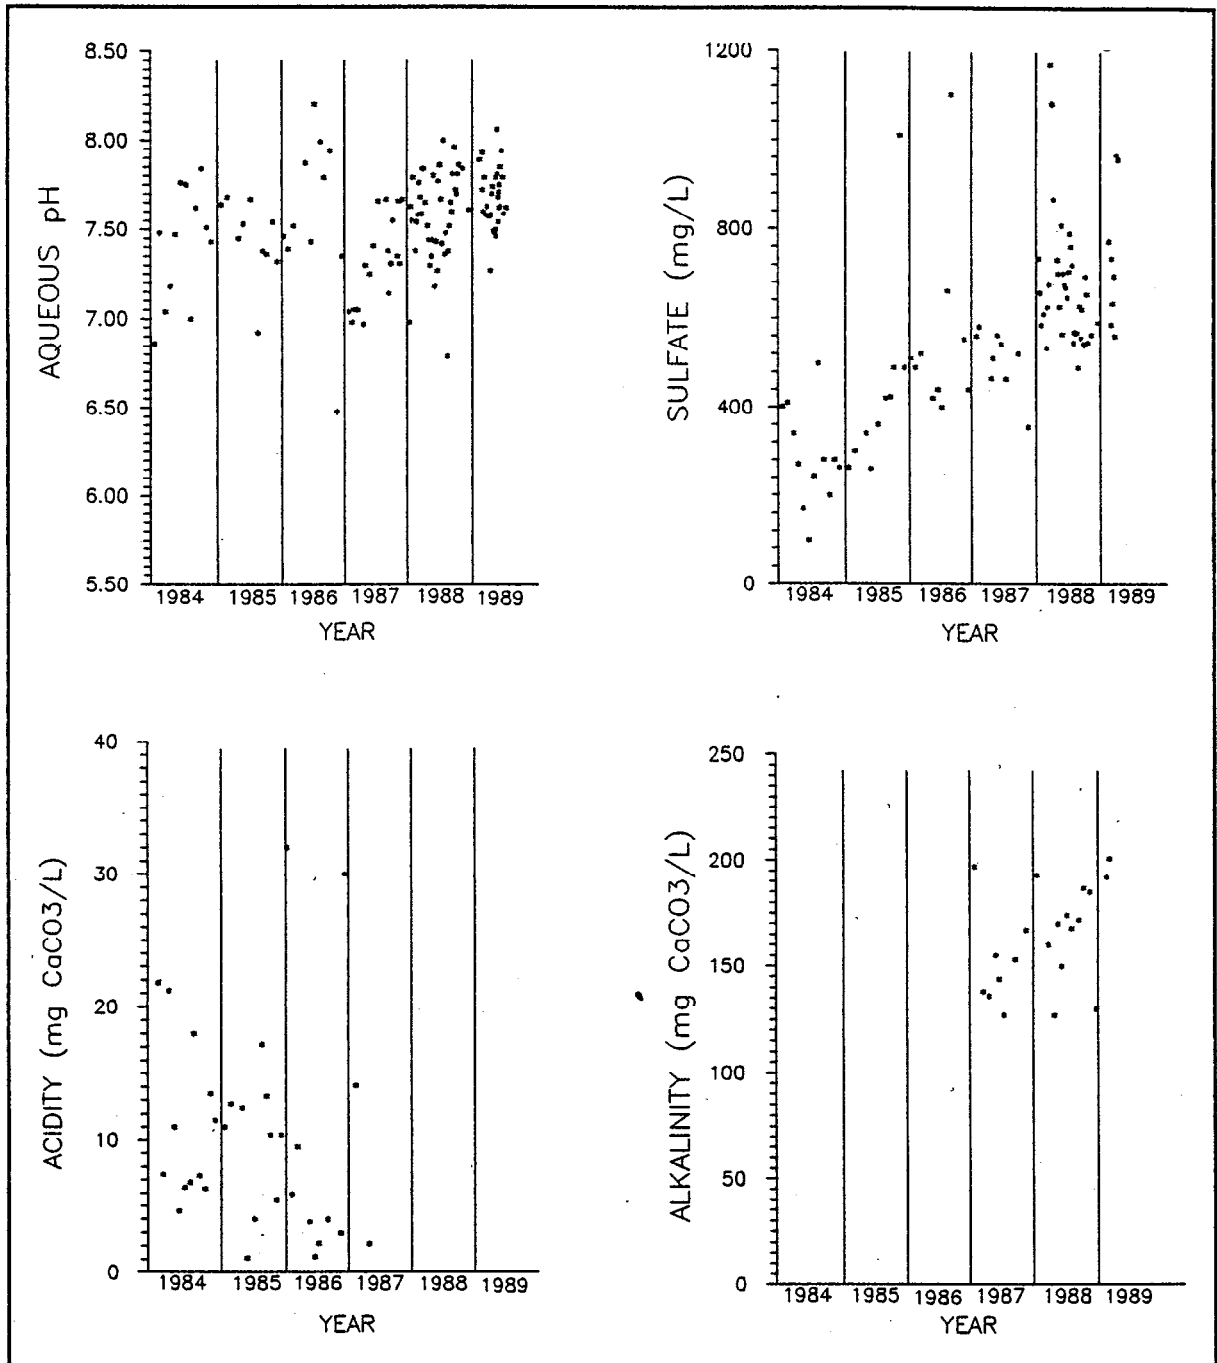 8.50
8.00
7.50
7.00
6.50
6.00
5.50
AQUEOUS pH
1984 1985 1986 1987 1988 1989
YEAR
1200
800
400
0
SULFATE (mg/L)
1984 1985 1986 1987 1988 1989
YEAR
40
30
20
10
0
ACIDITY (mg CaCO3/L)
1984 1985 1986 1987 1988 1989
YEAR
250
200
150
100
50
0
ALKALINITY (mg CaCO3/L)
1984 1985 1986 1987 1988 1989
YEAR